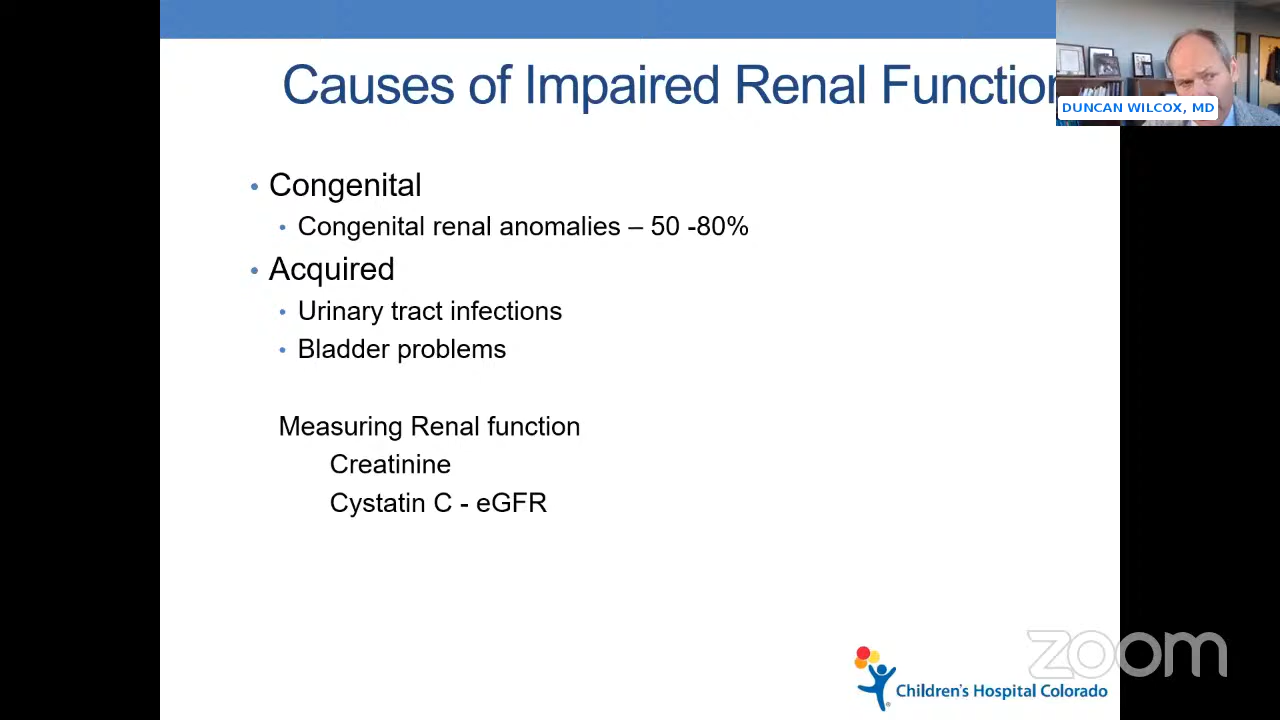 Causes of Impaired Renal Function
DUNCAN WILCOX, MD
• Congenital
• Congenital renal anomalies – 50 -80%
• Acquired
• Urinary tract infections
• Bladder problems
Measuring Renal function
Creatinine
Cystatin C - eGFR
zoom
Children's Hospital Colorado